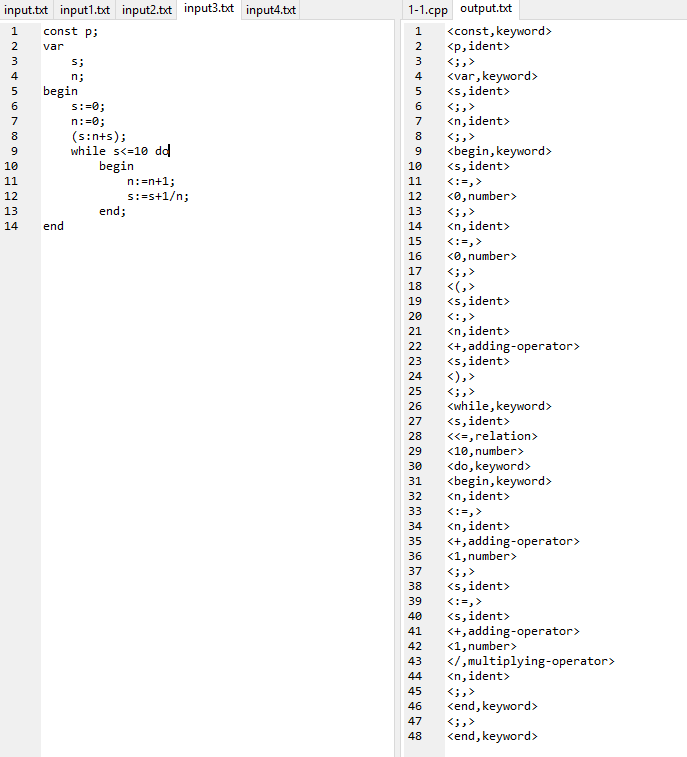 input.txt input1.txt input2.txt input3.txt input4.txt
1 const p;
2 var
3 s;
4 n;
5 begin
6 s:=0;
7 n:=0;
8 (s:n+s);
9 while s<=10 do
10 begin
11 n:=n+1;
12 s:=s+1/n;
13 end;
14 end
1-1.cpp output.txt
1 <const,keyword>
2 <p,ident>
3 <;,>
4 <var,keyword>
5 <s,ident>
6 <;,>
7 <n,ident>
8 <;,>
9 <begin,keyword>
10 <s,ident>
11 <:=,>
12 <0,number>
13 <;,>
14 <n,ident>
15 <:=,>
16 <0,number>
17 <;,>
18 <(,>
19 <s,ident>
20 <:,>
21 <n,ident>
22 <+,adding-operator>
23 <s,ident>
24 <),>
25 <;,>
26 <while,keyword>
27 <s,ident>
28 <<=,relation>
29 <10,number>
30 <do,keyword>
31 <begin,keyword>
32 <n,ident>
33 <:=,>
34 <n,ident>
35 <+,adding-operator>
36 <1,number>
37 <;,>
38 <s,ident>
39 <:=,>
40 <s,ident>
41 <+,adding-operator>
42 <1,number>
43 </,multiplying-operator>
44 <n,ident>
45 <;,>
46 <end,keyword>
47 <;,>
48 <end,keyword>